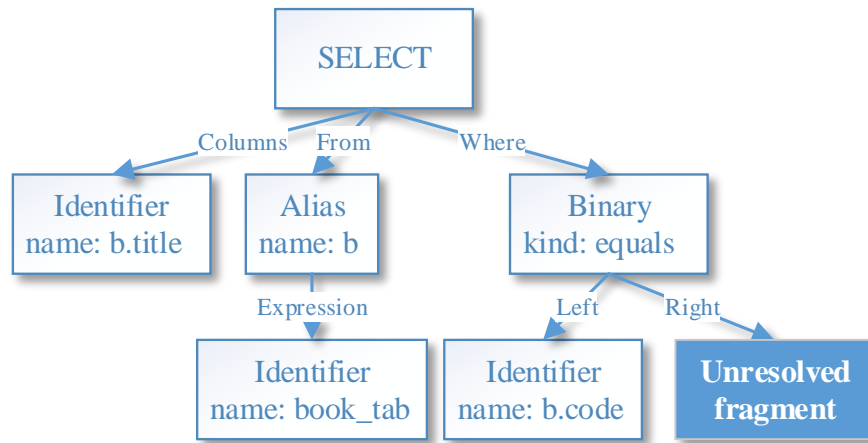 SELECT
Columns
From
Where
Identifier
name: b.title
Alias
name: b
Binary
kind: equals
Expression
Left
Right
Identifier
name: book_tab
Identifier
name: b.code
Unresolved
fragment